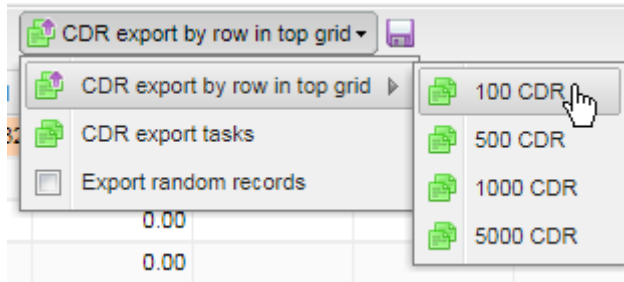 CDR export by row in top grid
CDR export by row in top grid
100 CDR
CDR export tasks
500 CDR
Export random records
1000 CDR
0.00
5000 CDR
0.00